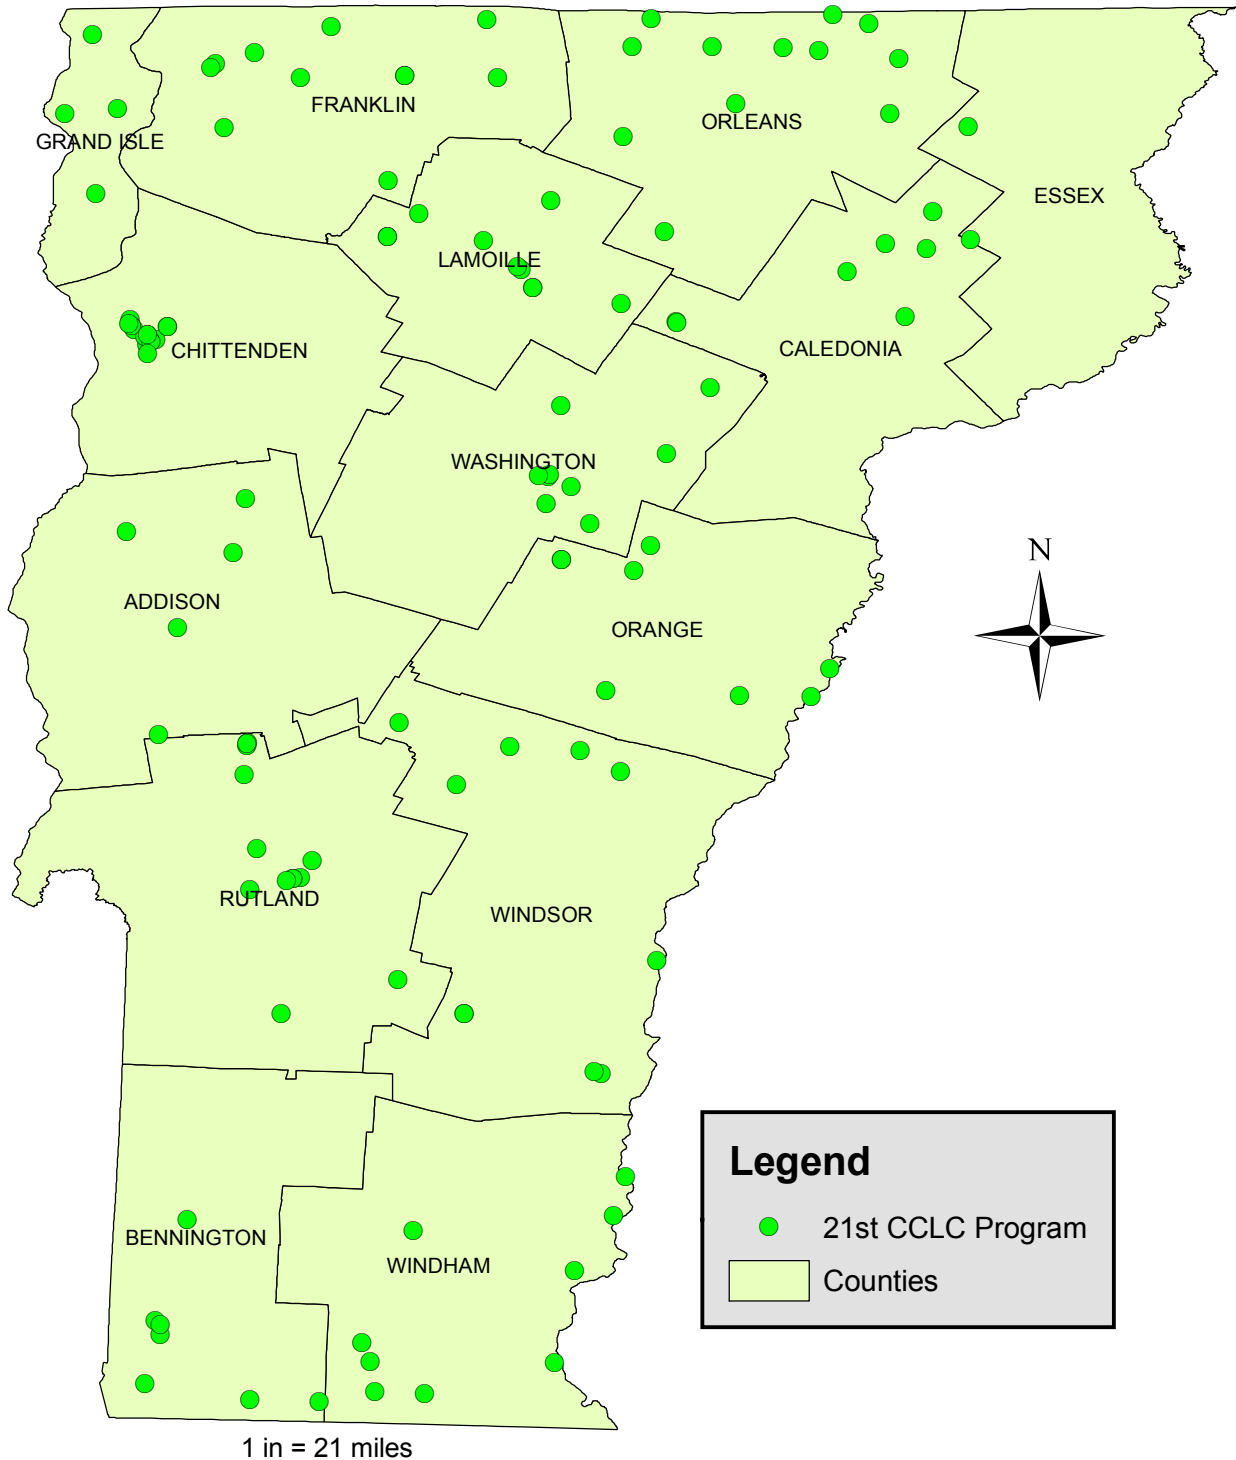 FRANKLIN
ORLEANS
GRAND ISLE
ESSEX
LAMOILLE
CHITTENDEN
CALEDONIA
WASHINGTON
N
ADDISON
ORANGE
RUTLAND
WINDSOR
Legend
21st CCLC Program
Counties
BENNINGTON
WINDHAM
1 in = 21 miles